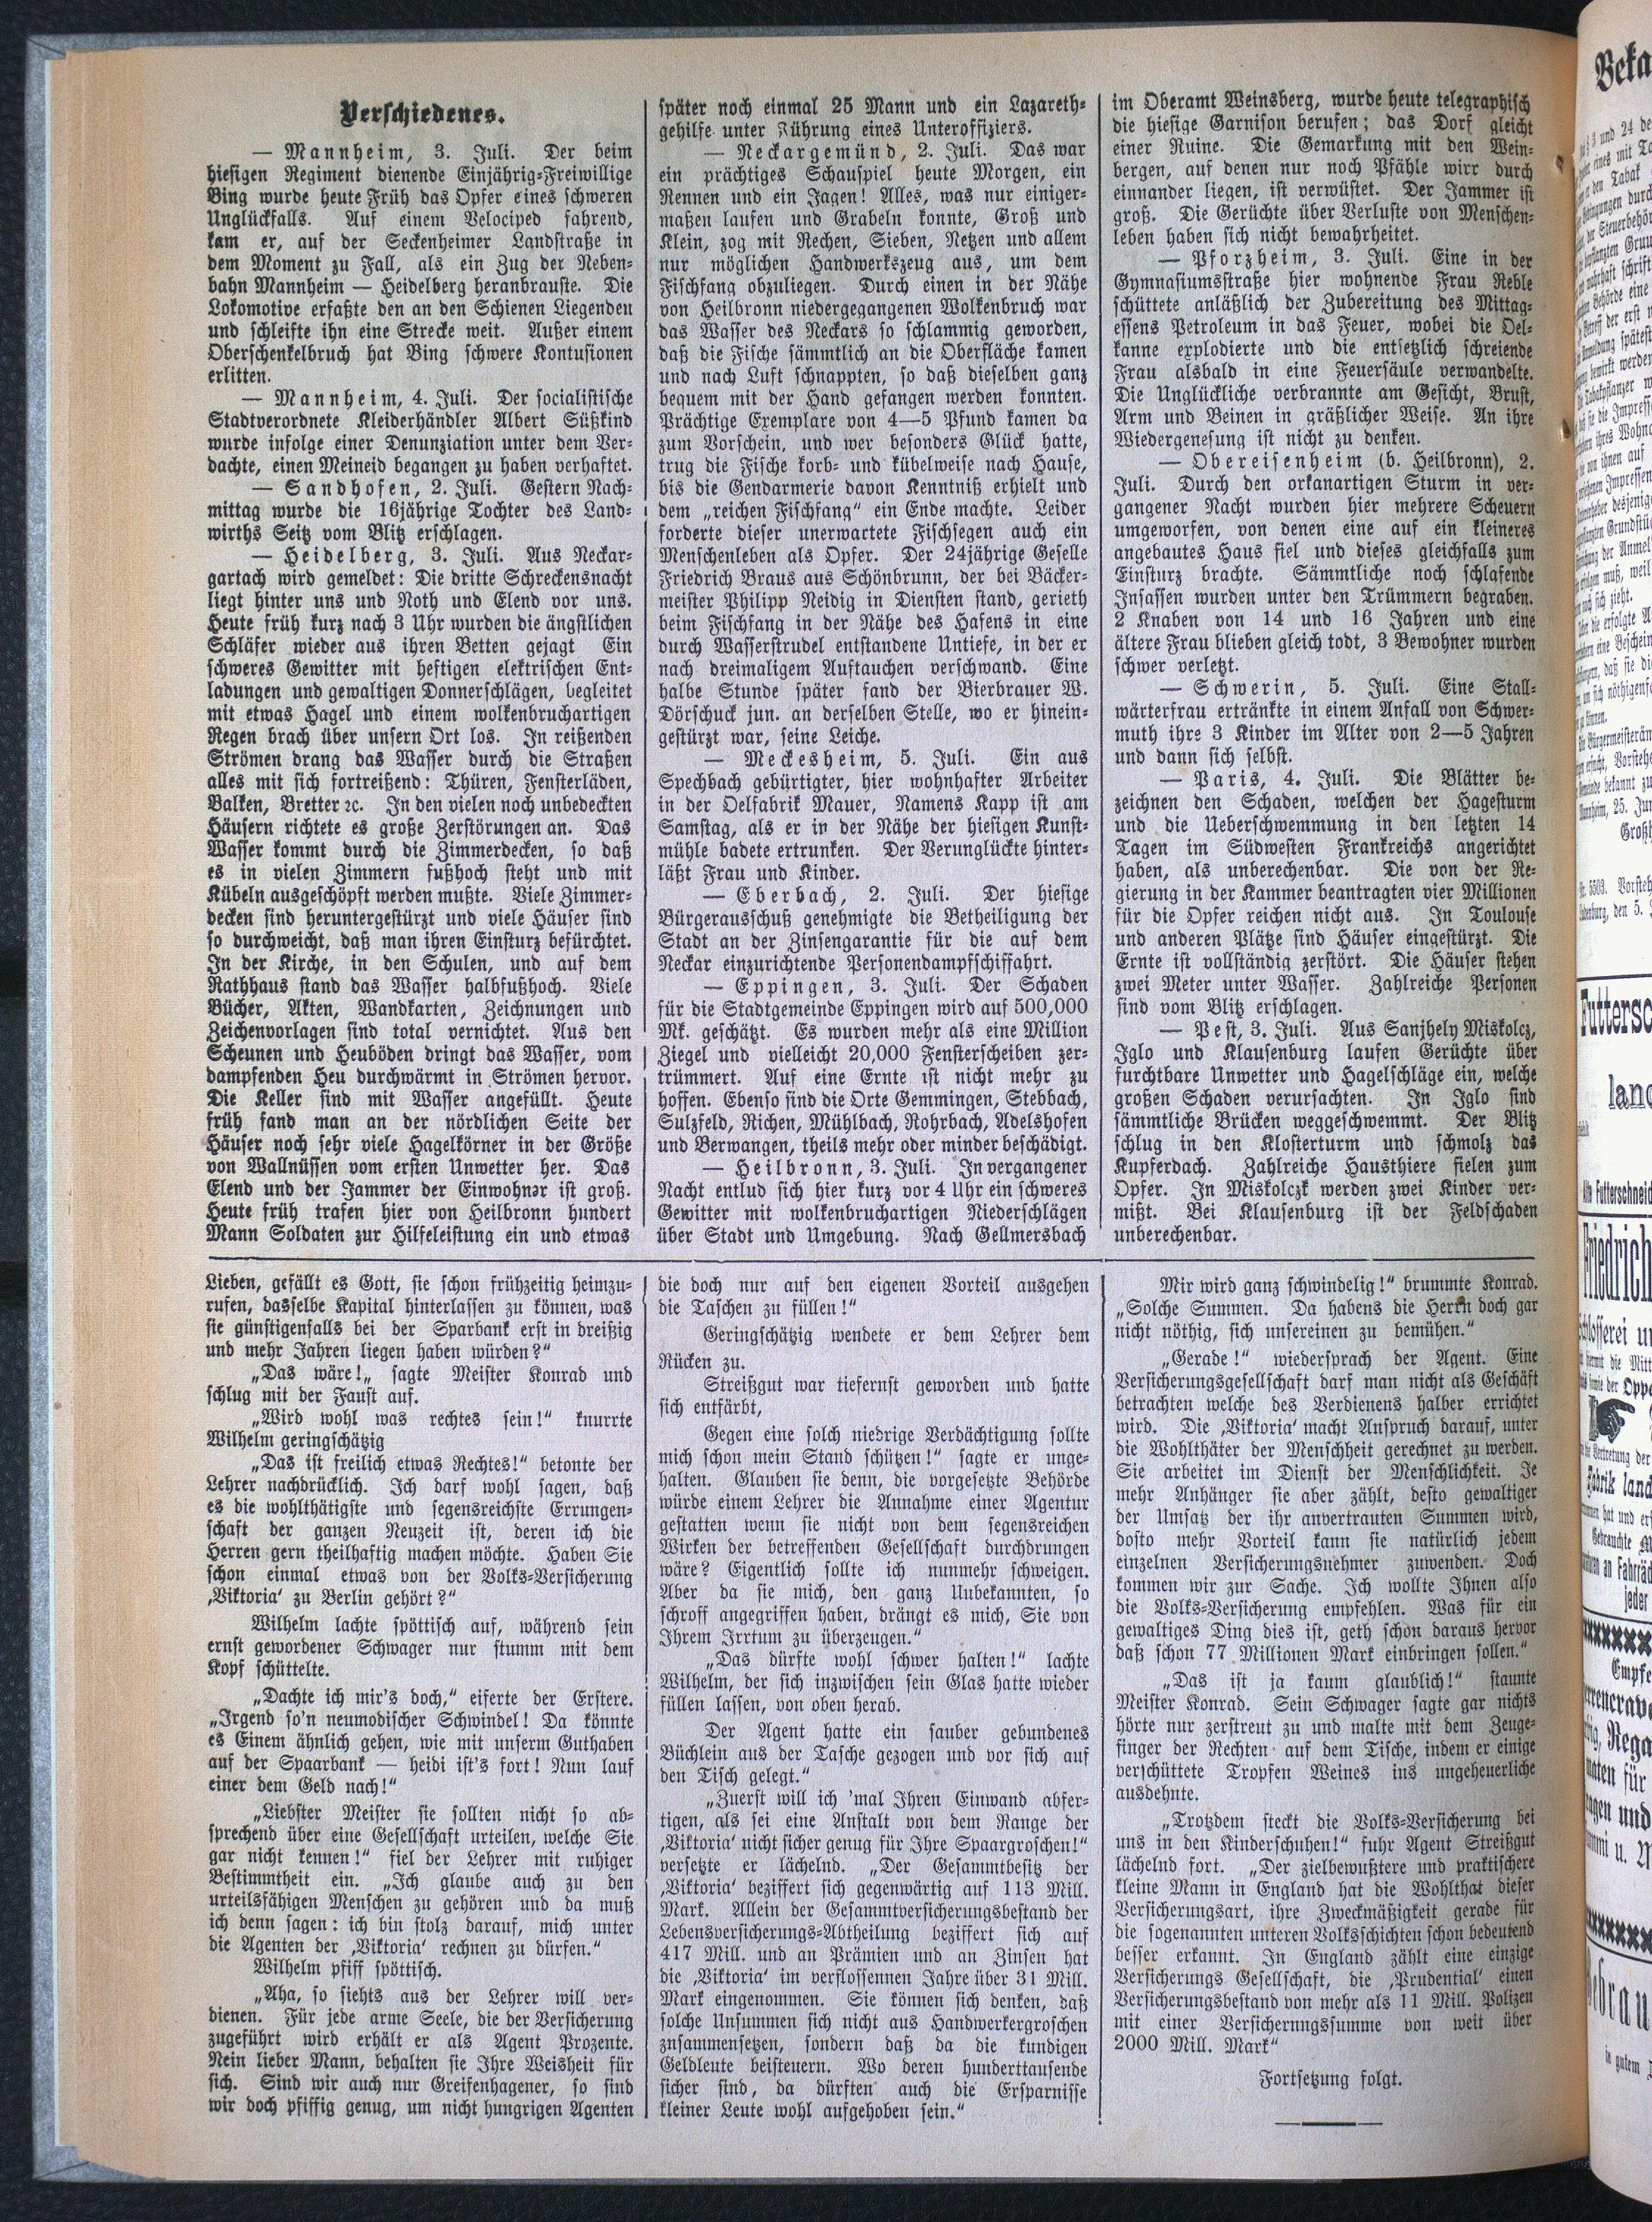 Verschiedenes.
— Mannheim, 3. Juli. Der beim
hiesigen Regiment dienende Einjährig-Freiwillige
Bing wurde heute Früh das Opfer eines schweren
Unglückfalls. Auf einem Velociped fahrend,
kam er, auf der Seckenheimer Landstraße in
dem Moment zu Fall, als ein Zug der Neben-
bahn Mannheim — Heidelberg heranbrauste. Die
Lokomotive erfaßte den an den Schienen Liegenden
und schleifte ihn eine Strecke weit. Außer einem
Oberschenkelbruch hat Bing schwere Kontusionen
erlitten.
— Mannheim, 4. Juli. Der socialistische
Stadtverordnete Kleiderhändler Albert Süßkind
wurde infolge einer Denunziation unter dem Ver-
dachte, einen Meineid begangen zu haben verhaftet.
— Sandhofen, 2. Juli. Gestern Nach-
mittag wurde die 16jährige Tochter des Land-
wirths Seitz vom Blitz erschlagen.
— Heidelberg, 3. Juli. Aus Neckar-
gartach wird gemeldet: Die dritte Schreckensnacht
liegt hinter uns und Noth und Elend vor uns.
Heute früh kurz nach 3 Uhr wurden die ängstlichen
Schläfer wieder aus ihren Betten gejagt Ein
schweres Gewitter mit heftigen elektrischen Ent-
ladungen und gewaltigen Donnerschlägen, begleitet
mit etwas Hagel und einem wolkenbruchartigen
Regen brach über unsern Ort los. In reißenden
Strömen drang das Wasser durch die Straßen
alles mit sich fortreißend: Thüren, Fensterläden,
Balken, Bretter ꝛc. In den vielen noch unbedeckten
Häusern richtete es große Zerstörungen an. Das
Wasser kommt durch die Zimmerdecken, so daß
es in vielen Zimmern fußhoch steht und mit
Kübeln ausgeschöpft werden mußte. Viele Zimmer-
decken sind heruntergestürzt und viele Häuser sind
so durchweicht, daß man ihren Einsturz befürchtet.
In der Kirche, in den Schulen, und auf dem
Rathhaus stand das Wasser halbfußhoch. Viele
Bücher, Akten, Wandkarten, Zeichnungen und
Zeichenvorlagen sind total vernichtet. Aus den
Scheunen und Heuböden dringt das Wasser, vom
dampfenden Heu durchwärmt in Strömen hervor.
Die Keller sind mit Wasser angefüllt. Heute
früh fand man an der nördlichen Seite der
Häuser noch sehr viele Hagelkörner in der Größe
von Wallnüssen vom ersten Unwetter her. Das
Elend und der Jammer der Einwohner ist groß.
Heute früh trafen hier von Heilbronn hundert
Mann Soldaten zur Hilfeleistung ein und etwas
später noch einmal 25 Mann und ein Lazareth-
gehilfe unter Führung eines Unteroffiziers.
— Neckargemünd, 2. Juli. Das war
ein prächtiges Schauspiel heute Morgen, ein
Rennen und ein Jagen! Alles, was nur einiger-
maßen laufen und Grabeln konnte, Groß und
Klein, zog mit Rechen, Sieben, Netzen und allem
nur möglichen Handwerkszeug aus, um dem
Fischfang obzuliegen. Durch einen in der Nähe
von Heilbronn niedergegangenen Wolkenbruch war
das Wasser des Neckars so schlammig geworden,
daß die Fische sämmtlich an die Oberfläche kamen
und nach Luft schnappten, so daß dieselben ganz
bequem mit der Hand gefangen werden konnten.
Prächtige Exemplare von 4—5 Pfund kamen da
zum Vorschein, und wer besonders Glück hatte,
trug die Fische korb- und kübelweise nach Hause,
bis die Gendarmerie davon Kenntniß erhielt und
dem „reichen Fischfang“ ein Ende machte. Leider
forderte dieser unerwartete Fischsegen auch ein
Menschenleben als Opfer. Der 24jährige Geselle
Friedrich Braus aus Schönbrunn, der bei Bäcker-
meister Philipp Neidig in Diensten stand, gerieth
beim Fischfang in der Nähe des Hafens in eine
durch Wasserstrudel entstandene Untiefe, in der er
nach dreimaligem Auftauchen verschwand. Eine
halbe Stunde später fand der Bierbrauer W.
Dörschuck jun. an derselben Stelle, wo er hinein-
gestürzt war, seine Leiche.
— Meckesheim, 5. Juli. Ein aus
Spechbach gebürtigter, hier wohnhafter Arbeiter
in der Oelfabrik Mauer, Namens Kapp ist am
Samstag, als er in der Nähe der hiesigen Kunst-
mühle badete ertrunken. Der Verunglückte hinter-
läßt Frau und Kinder.
— Eberbach, 2. Juli. Der hiesige
Bürgerausschuß genehmigte die Betheiligung der
Stadt an der Zinsengarantie für die auf dem
Neckar einzurichtende Personendampfschiffahrt.
— Eppingen, 3. Juli. Der Schaden
für die Stadtgemeinde Eppingen wird auf 500,000
Mk. geschätzt. Es wurden mehr als eine Million
Ziegel und vielleicht 20,000 Fensterscheiben zer-
trümmert. Auf eine Ernte ist nicht mehr zu
hoffen. Ebenso sind die Orte Gemmingen, Stebbach,
Sulzfeld, Richen, Mühlbach, Rohrbach, Adelshofen
und Berwangen, theils mehr oder minder beschädigt.
— Heilbronn, 3. Juli. In vergangener
Nacht entlud sich hier kurz vor 4 Uhr ein schweres
Gewitter mit wolkenbruchartigen Niederschlägen
über Stadt und Umgebung. Nach Gellmersbach
im Oberamt Weinsberg, wurde heute telegraphisch
die hiesige Garnison berufen; das Dorf gleicht
einer Ruine. Die Gemarkung mit den Wein-
bergen, auf denen nur noch Pfähle wirr durch
einnander liegen, ist verwüstet. Der Jammer ist
groß. Die Gerüchte über Verluste von Menschen-
leben haben sich nicht bewahrheitet.
— Pforzheim, 3. Juli. Eine in der
Gymnasiumsstraße hier wohnende Frau Reble
schüttete anläßlich der Zubereitung des Mittag-
essens Petroleum in das Feuer, wobei die Oel-
kanne explodierte und die entsetzlich schreiende
Frau alsbald in eine Feuersäule verwandelte.
Die Unglückliche verbrannte am Gesicht, Brust,
Arm und Beinen in gräßlicher Weise. An ihre
Wiedergenesung ist nicht zu denken.
— Obereisenheim (b. Heilbronn), 2.
Juli. Durch den orkanartigen Sturm in ver-
gangener Nacht wurden hier mehrere Scheuern
umgeworfen, von denen eine auf ein kleineres
angebautes Haus fiel und dieses gleichfalls zum
Einsturz brachte. Sämmtliche noch schlafende
Insassen wurden unter den Trümmern begraben.
2 Knaben von 14 und 16 Jahren und eine
ältere Frau blieben gleich todt, 3 Bewohner wurden
schwer verletzt.
— Schwerin, 5. Juli. Eine Stall-
wärterfrau ertränkte in einem Anfall von Schwer-
muth ihre 3 Kinder im Alter von 2—5 Jahren
und dann sich selbst.
— Paris, 4. Juli. Die Blätter be-
zeichnen den Schaden, welchen der Hagelsturm
und die Ueberschwemmung in den letzten 14
Tagen im Südwesten Frankreichs angerichtet
haben, als unberechenbar. Die von der Re-
gierung in der Kammer beantragten vier Millionen
für die Opfer reichen nicht aus. In Toulouse
und anderen Plätze sind Häuser eingestürzt. Die
Ernte ist vollständig zerstört. Die Häuser stehen
zwei Meter unter Wasser. Zahlreiche Personen
sind vom Blitz erschlagen.
— Pest, 3. Juli. Aus Sanjhely Miskolcz,
Iglo und Klausenburg laufen Gerüchte über
furchtbare Unwetter und Hagelschläge ein, welche
großen Schaden verursachten. In Iglo sind
sämmtliche Brücken weggeschwemmt. Der Blitz
schlug in den Klosterturm und schmolz das
Kupferdach. Zahlreiche Hausthiere fielen zum
Opfer. In Miskolczk werden zwei Kinder ver-
mißt. Bei Klausenburg ist der Feldschaden
unberechenbar.
Lieben, gefällt es Gott, sie schon frühzeitig heimzu-
rufen, dasselbe Kapital hinterlassen zu können, was
sie günstigenfalls bei der Sparbank erst in dreißig
und mehr Jahren liegen haben würden?“
„Das wäre!„ sagte Meister Konrad und
schlug mit der Faust auf.
„Wird wohl was rechtes sein!“ knurrte
Wilhelm geringschätzig
„Das ist freilich etwas Rechtes!“ betonte der
Lehrer nachdrücklich. Ich darf wohl sagen, daß
es die wohlthätigste und segensreichste Errungen-
schaft der ganzen Neuzeit ist, deren ich die
Herren gern theilhaftig machen möchte. Haben Sie
schon einmal etwas von der Volks-Versicherung
‚Viktoria‘ zu Berlin gehört?“
Wilhelm lachte spöttisch auf, während sein
ernst gewordener Schwager nur stumm mit dem
Kopf schüttelte.
„Dachte ich mir's doch,“ eiferte der Erstere.
„Irgend so'n neumodischer Schwindel! Da könnte
es Einem ähnlich gehen, wie mit unserm Guthaben
auf der Spaarbank — heidi ist's fort! Nun lauf
einer dem Geld nach!“
„Liebster Meister sie sollten nicht so ab-
sprechend über eine Gesellschaft urteilen, welche Sie
gar nicht kennen!“ fiel der Lehrer mit ruhiger
Bestimmtheit ein. „Ich glaube auch zu den
urteilsfähigen Menschen zu gehören und da muß
ich denn sagen: ich bin stolz darauf, mich unter
die Agenten der ‚Viktoria‘ rechnen zu dürfen.“
Wilhelm pfiff spöttisch.
„Aha, so siehts aus der Lehrer will ver-
dienen. Für jede arme Seele, die der Versicherung
zugeführt wird erhält er als Agent Prozente.
Nein lieber Mann, behalten sie Ihre Weisheit für
sich. Sind wir auch nur Greifenhagener, so sind
wir doch pfiffig genug, um nicht hungrigen Agenten
die doch nur auf den eigenen Vorteil ausgehen
die Taschen zu füllen!“
Geringschätzig wendete er dem Lehrer dem
Rücken zu.
Streißgut war tiefernst geworden und hatte
sich entfärbt,
Gegen eine solch niedrige Verdächtigung sollte
mich schon mein Stand schützen!“ sagte er unge-
halten. Glauben sie denn, die vorgesetzte Behörde
würde einem Lehrer die Annahme einer Agentur
gestatten wenn sie nicht von dem segensreichen
Wirken der betreffenden Gesellschaft durchdrungen
wäre? Eigentlich sollte ich nunmehr schweigen.
Aber da sie mich, den ganz Unbekannten, so
schroff angegriffen haben, drängt es mich, Sie von
Ihrem Irrtum zu überzeugen.“
„Das dürfte wohl schwer halten!“ lachte
Wilhelm, der sich inzwischen sein Glas hatte wieder
füllen lassen, von oben herab.
Der Agent hatte ein sauber gebundenes
Büchlein aus der Tasche gezogen und vor sich auf
den Tisch gelegt.“
„Zuerst will ich 'mal Ihren Einwand abfer-
tigen, als sei eine Anstalt von dem Range der
‚Viktoria‘ nicht sicher genug für Ihre Spaargroschen!“
versetzte er lächelnd. „Der Gesammtbesitz der
‚Viktoria‘ beziffert sich gegenwärtig auf 113 Mill.
Mark. Allein der Gesammtversicherungsbestand der
Lebensversicherungs-Abtheilung beziffert sich auf
417 Mill. und an Prämien und an Zinsen hat
die ‚Viktoria‘ im verflossennen Jahre über 31 Mill.
Mark eingenommen. Sie können sich denken, daß
solche Unsummen sich nicht aus Handwerkergroschen
znsammensetzen, sondern daß da die kundigen
Geldleute beisteuern. Wo deren hunderttausende
sicher sind, da dürften auch die Ersparnisse
kleiner Leute wohl aufgehoben sein.“
Mir wird ganz schwindelig!“ brummte Konrad.
„Solche Summen. Da habens die Herrn doch gar
nicht nöthig, sich unsereinen zu bemühen.“
„Gerade!“ wiedersprach der Agent. Eine
Versicherungsgesellschaft darf man nicht als Geschäft
betrachten welche des Verdienens halber errichtet
wird. Die ‚Viktoria‘ macht Anspruch darauf, unter
die Wohlthäter der Menschheit gerechnet zu werden.
Sie arbeitet im Dienst der Menschlichkeit. Je
mehr Anhänger sie aber zählt, desto gewaltiger
der Umsatz der ihr anvertrauten Summen wird,
dosto mehr Vorteil kann sie natürlich jedem
einzelnen Versicherungsnehmer zuwenden. Doch
kommen wir zur Sache. Ich wollte Ihnen also
die Volks-Versicherung empfehlen. Was für ein
gewaltiges Ding dies ist, geth schon daraus hervor
daß schon 77 Millionen Mark einbringen sollen.“
„Das ist ja kaum glaublich!“ staunte
Meister Konrad. Sein Schwager sagte gar nichts
hörte nur zerstreut zu und malte mit dem Zeuge-
finger der Rechten auf dem Tische, indem er einige
verschüttete Tropfen Weines ins ungeheuerliche
ausdehnte.
„Trotzdem steckt die Volks-Versicherung bei
uns in den Kinderschuhen!“ fuhr Agent Streißgut
lächelnd fort. „Der zielbewußtere und praktischere
kleine Mann in England hat die Wohlthat dieser
Versicherungsart, ihre Zweckmäßigkeit gerade für
die sogenannten unteren Volksschichten schon bedeutend
besser erkannt. In England zählt eine einzige
Versicherungs Gesellschaft, die ‚Prudential‘ einen
Versicherungsbestand von mehr als 11 Mill. Polizen
mit einer Versicherungssumme von weit über
2000 Mill. Mark“
Fortsetzung folgt.